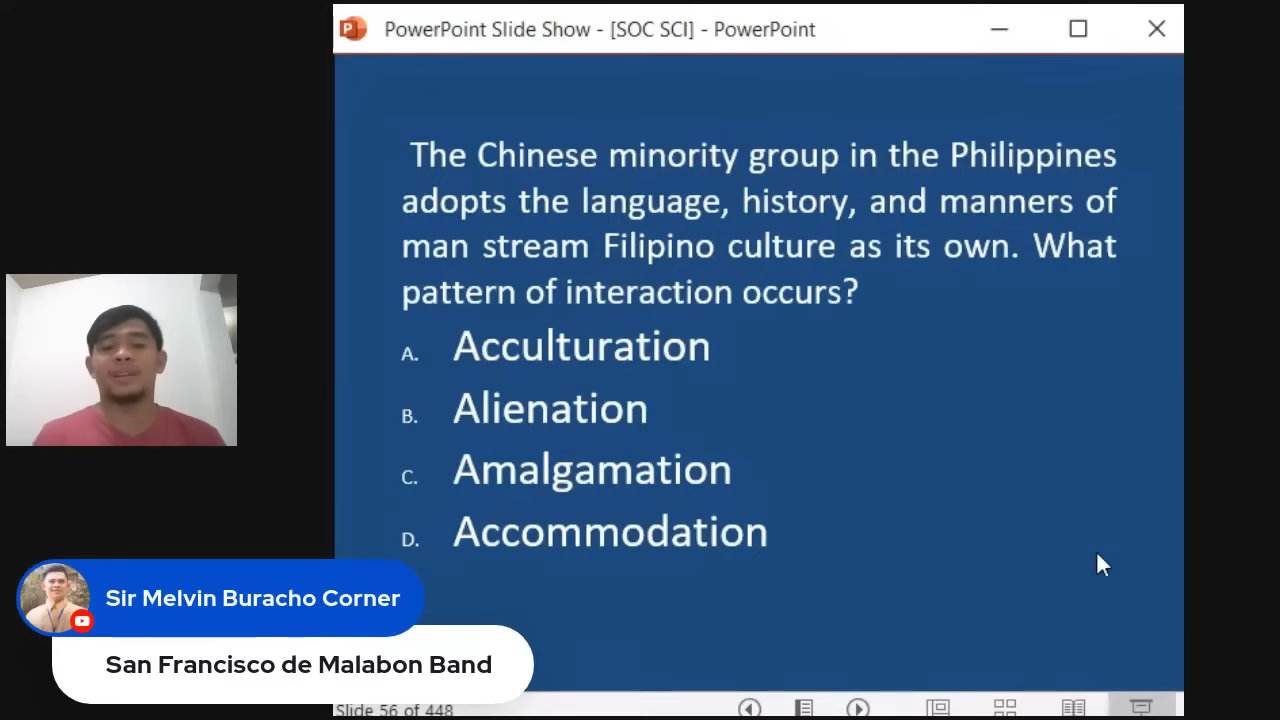 PowerPoint Slide Show - [SOC SCI] - PowerPoint
The Chinese minority group in the Philippines
adopts the language, history, and manners of
man stream Filipino culture as its own. What
pattern of interaction occurs?
A. Acculturation
B. Alienation
C. Amalgamation
D. Accommodation
Sir Melvin Buracho Corner
San Francisco de Malabon Band
Slide 56 of 448